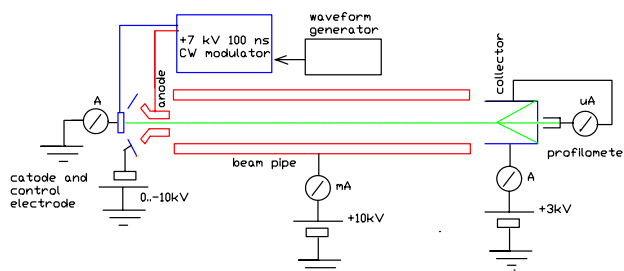 +7 kV 100 ns
CW modulator
waveform
generator
anode
collector
A
uA
profilomete
beam pipe
catode and
control
electrode
0..-10kV
mA
+10kV
A
+3kV